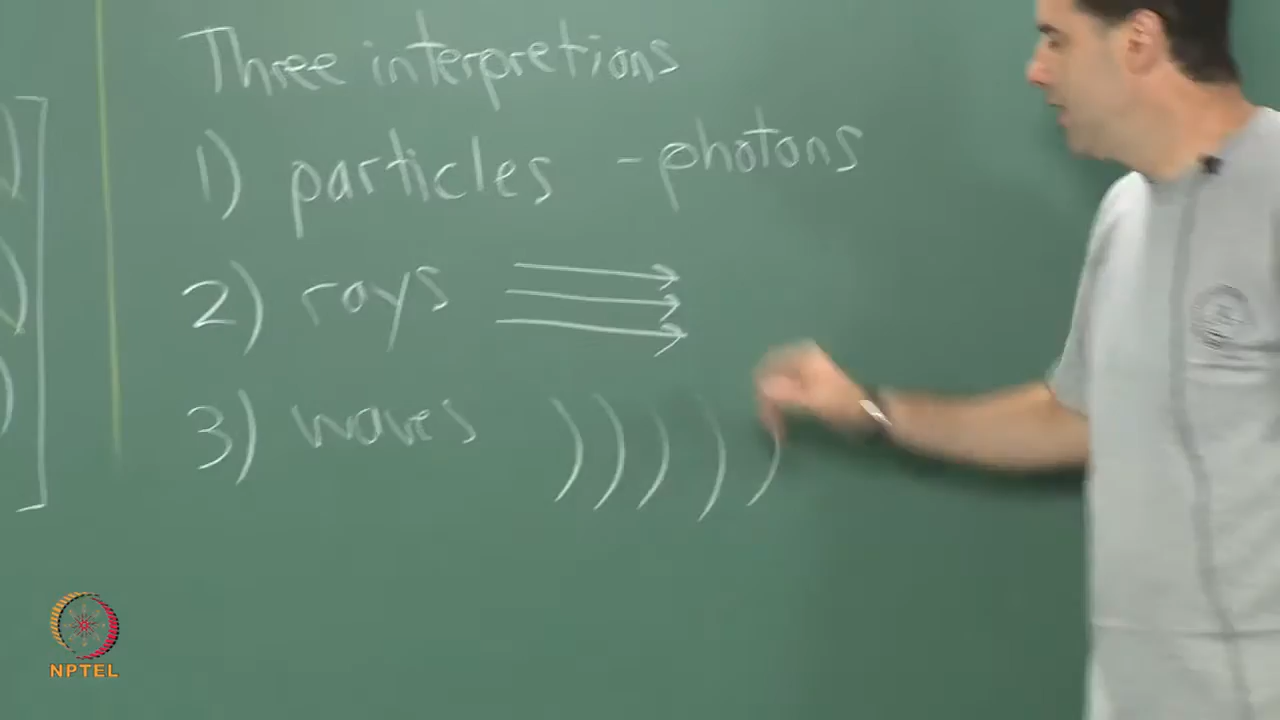 Three interpretions
1) particles - photons
2) rays
3) waves
NPTEL